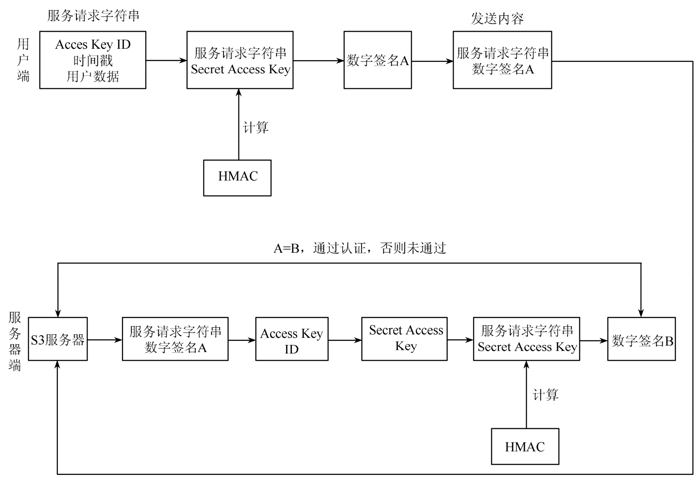 服务请求字符串
发送内容
用户端
Acces Key ID
时间戳
用户数据
服务请求字符串
Secret Access Key
数字签名A
服务请求字符串
数字签名A
计算
HMAC
A=B，通过认证，否则未通过
服务器端
S3服务器
服务请求字符串
数字签名A
Access Key
ID
Secret Access
Key
服务请求字符串
Secret Access Key
数字签名B
计算
HMAC